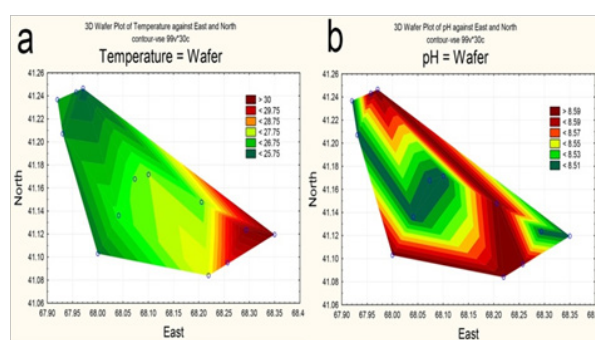 a
3D Wafer Plot of Temperature against East and North
contour-vse 99v*30c
Temperature = Wafer
41.26
41.24
41.22
41.20
41.18
41.16
41.14
41.12
41.10
41.08
41.06
North
> 30
< 29.75
< 28.75
< 27.75
< 26.75
< 25.75
67.90 67.95 68.00 68.05 68.10 68.15 68.20 68.25 68.30 68.35 68.4
East
b
3D Wafer Plot of pH against East and North
contour-vse 99v*30c
pH = Wafer
41.26
41.24
41.22
41.20
41.18
41.16
41.14
41.12
41.10
41.08
41.06
North
> 8.59
< 8.59
< 8.57
< 8.55
< 8.53
< 8.51
67.90 67.95 68.00 68.05 68.10 68.15 68.20 68.25 68.30 68.35
East